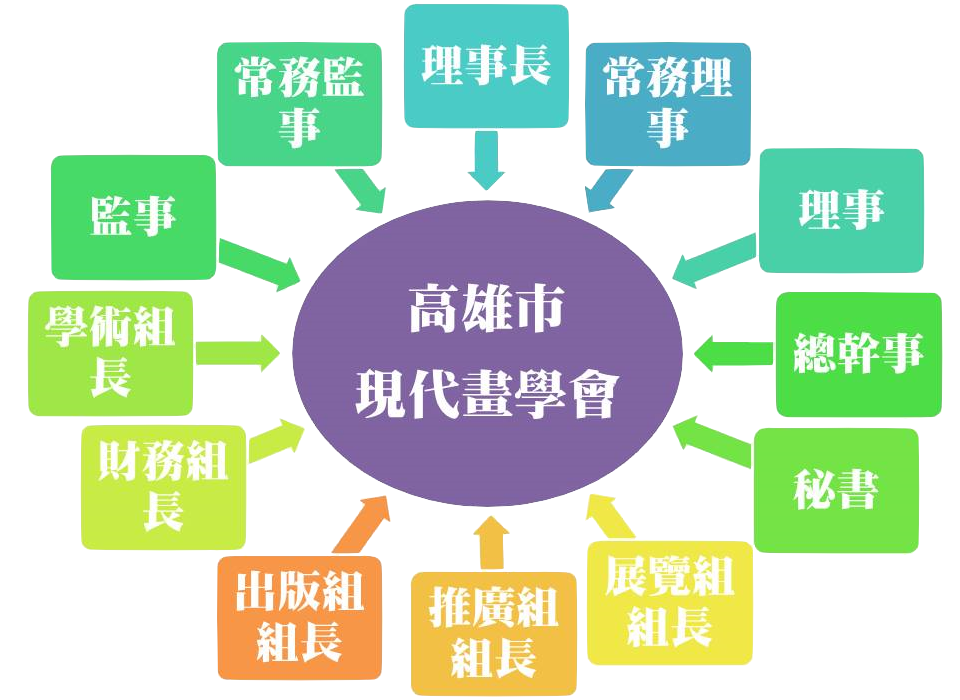 理事長
常務監
事
常務理
事
監事
理事
高雄市
現代畫學會
學術組
長
總幹事
財務組
長
秘書
出版組
組長
推廣組
組長
展覽組
組長